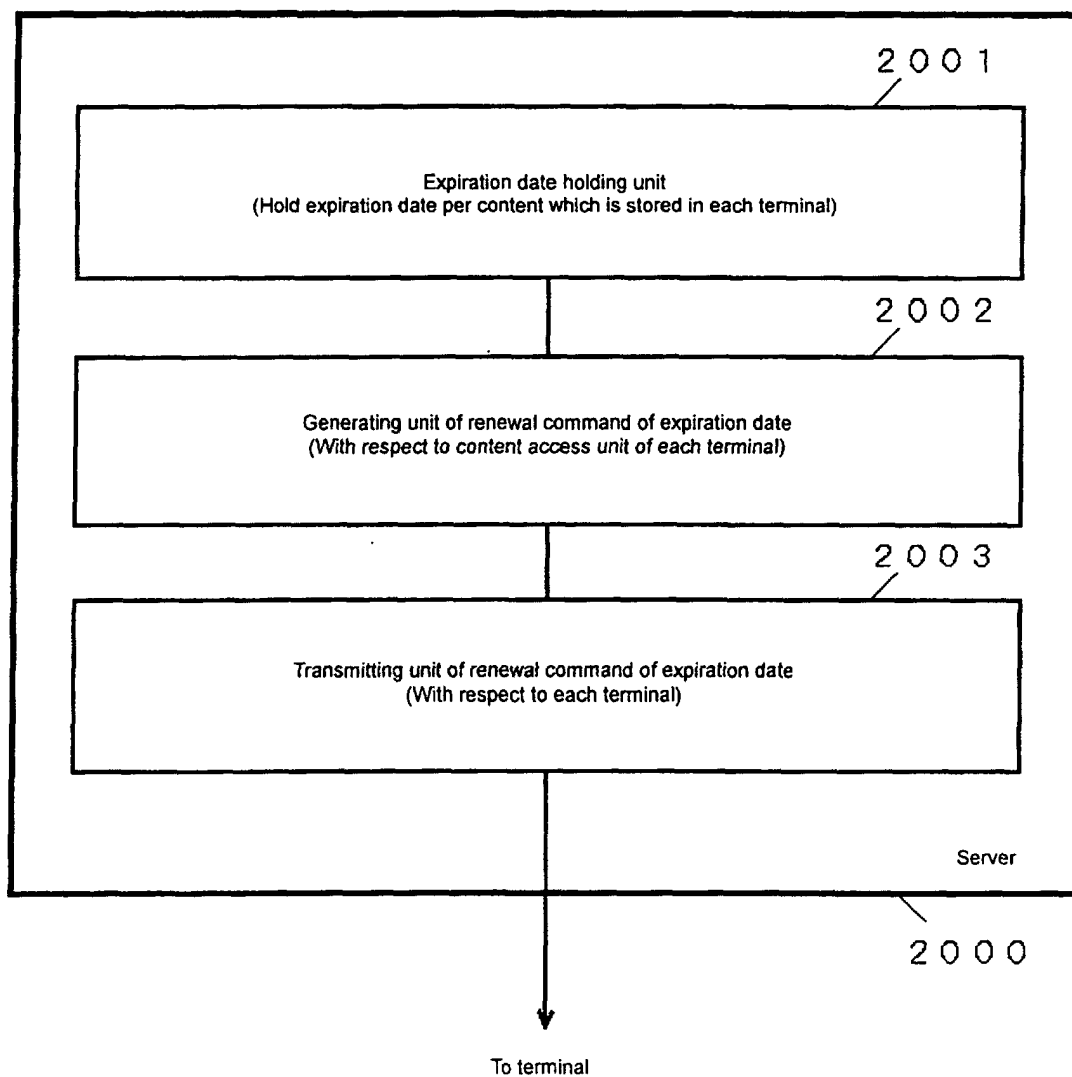 2001
Expiration date holding unit
(Hold expiration date per content which is stored in each terminal)
2002
Generating unit of renewal command of expiration date
(With respect to content access unit of each terminal)
2003
Transmitting unit of renewal command of expiration date
(With respect to each terminal)
Server
2000
To terminal